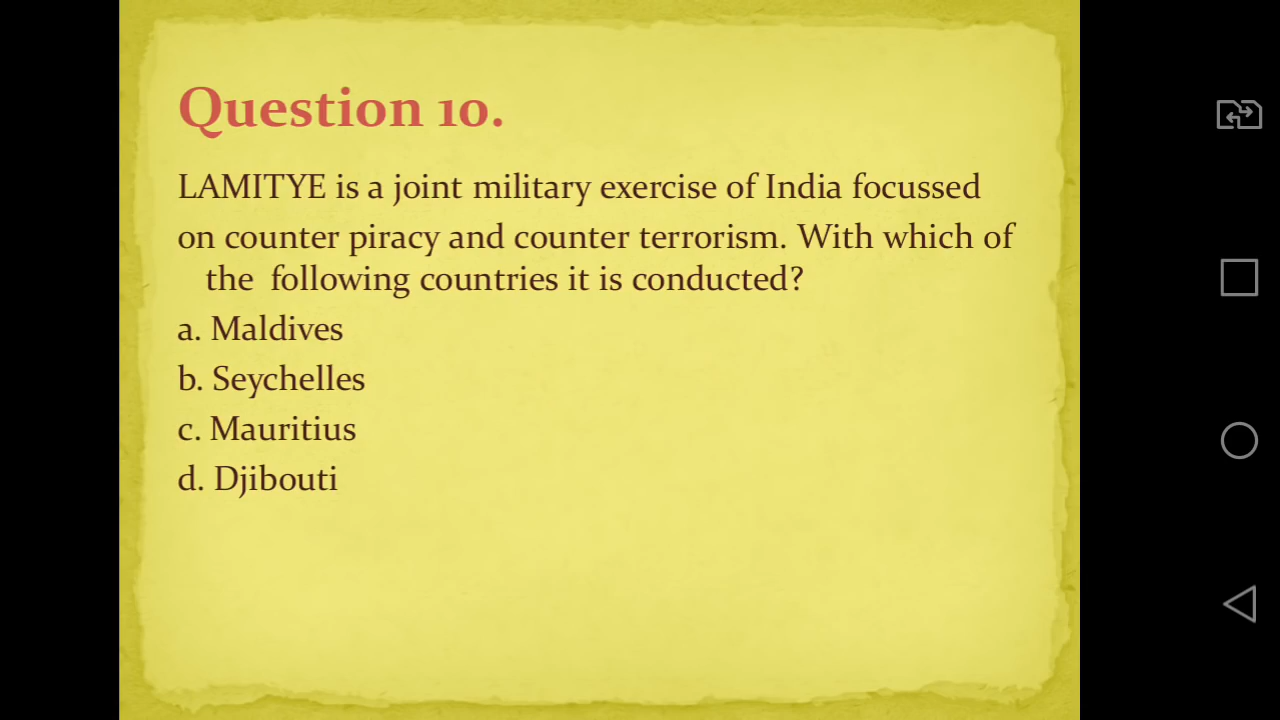 Question 10.
LAMITYE is a joint military exercise of India focussed
on counter piracy and counter terrorism. With which of
the  following countries it is conducted?
a. Maldives
b. Seychelles
c. Mauritius
d. Djibouti